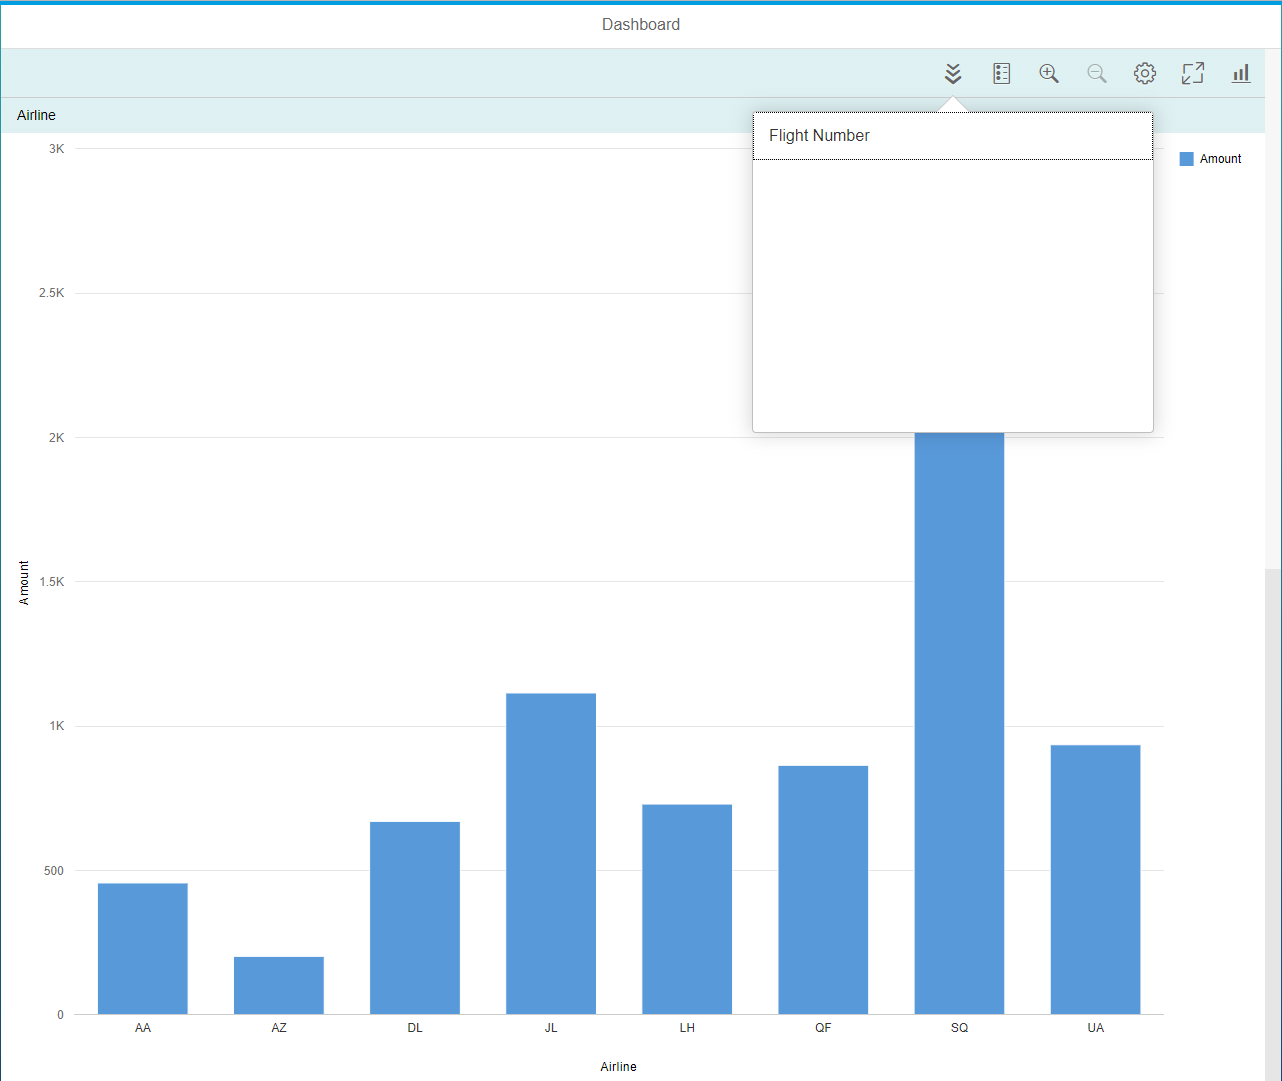 Dashboard
Airline
Flight Number
Amount
3K
2.5K
2K
1.5K
1K
500
0
Amount
AA AZ DL JL LH QF SQ UA
Airline